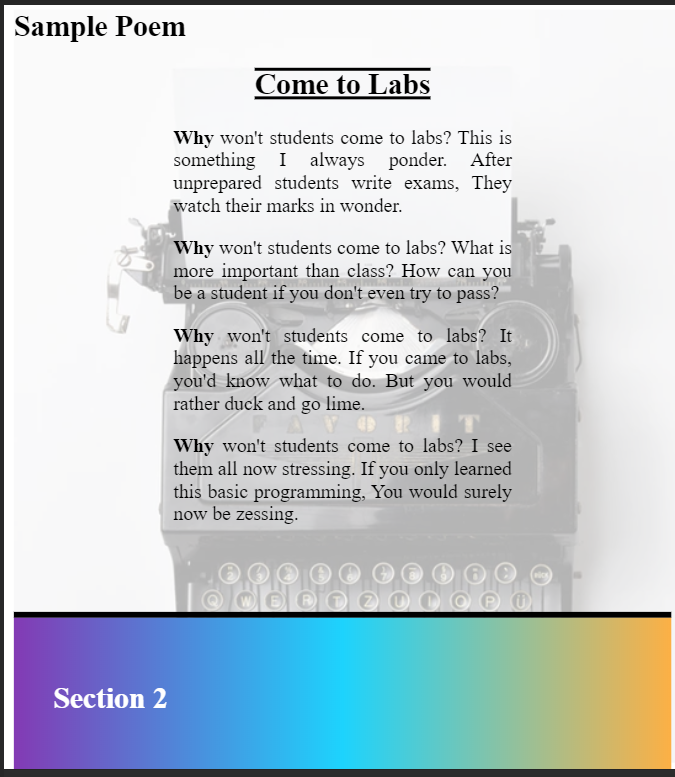 Sample Poem
Come to Labs
Why won't students come to labs? This is
something I always ponder. After
unprepared students write exams, They
watch their marks in wonder.
Why won't students come to labs? What is
more important than class? How can you
be a student if you don't even try to pass?
Why won't students come to labs? It
happens all the time. If you came to labs,
you'd know what to do. But you would
rather duck and go lime.
FAVORIT
Why won't students come to labs? I see
them all now stressing. If you only learned
this basic programming, You would surely
now be zessing.
Q W E R T Z U I O P Ü
Section 2